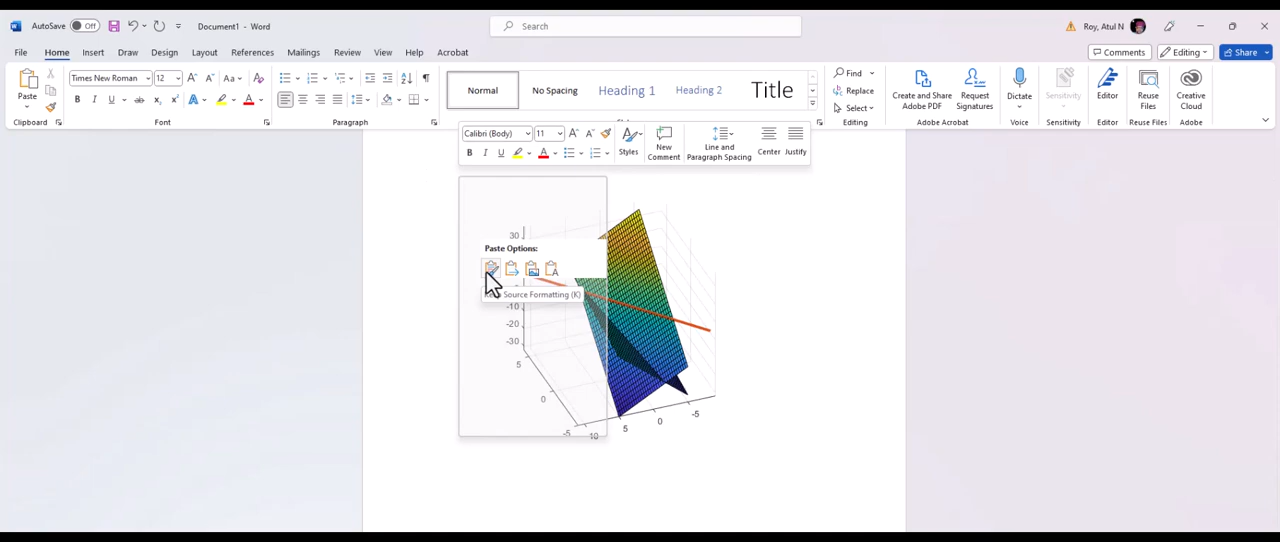 AutoSave Off Document1 - Word Search Roy, Atul N
File Home Insert Draw Design Layout References Mailings Review View Help Acrobat Comments Editing Share
Paste
Clipboard
Times New Roman 12
Font
Paragraph
Normal No Spacing Heading 1 Heading 2 Title
Find
Replace
Select
Editing
Create and Share
Adobe PDF
Request
Signatures
Adobe Acrobat
Dictate
Voice
Sensitivity
Sensitivity
Editor
Editor
Reuse
Files
Reuse Files
Creative
Cloud
Adobe
Calibri (Body) 11
Styles
New
Comment
Line and
Paragraph Spacing
Center Justify
Paste Options:
Source Formatting (K)
30
-10
-20
-30
5
0
-5
10
5
0
-5